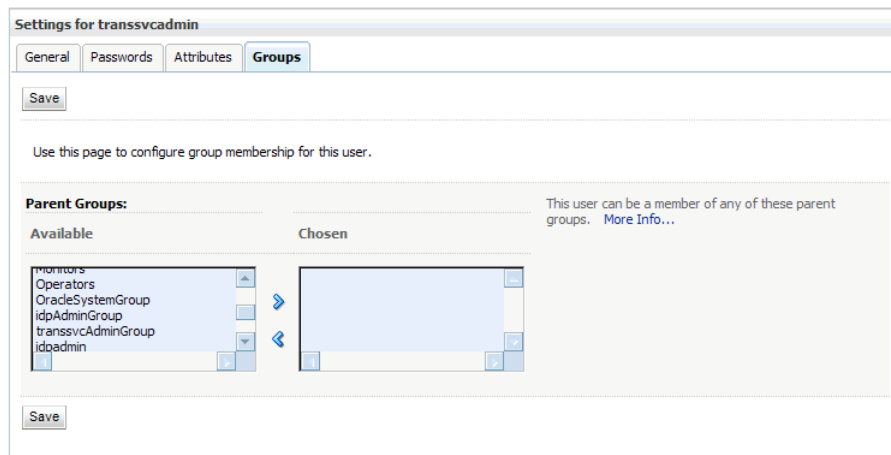 Settings for transsvcadmin
General Passwords Attributes Groups
Save
Use this page to configure group membership for this user.
Parent Groups:
This user can be a member of any of these parent
groups. More Info...
Available Chosen
Monitors
Operators
OracleSystemGroup
idpAdminGroup
transsvcAdminGroup
idpadmin
Save